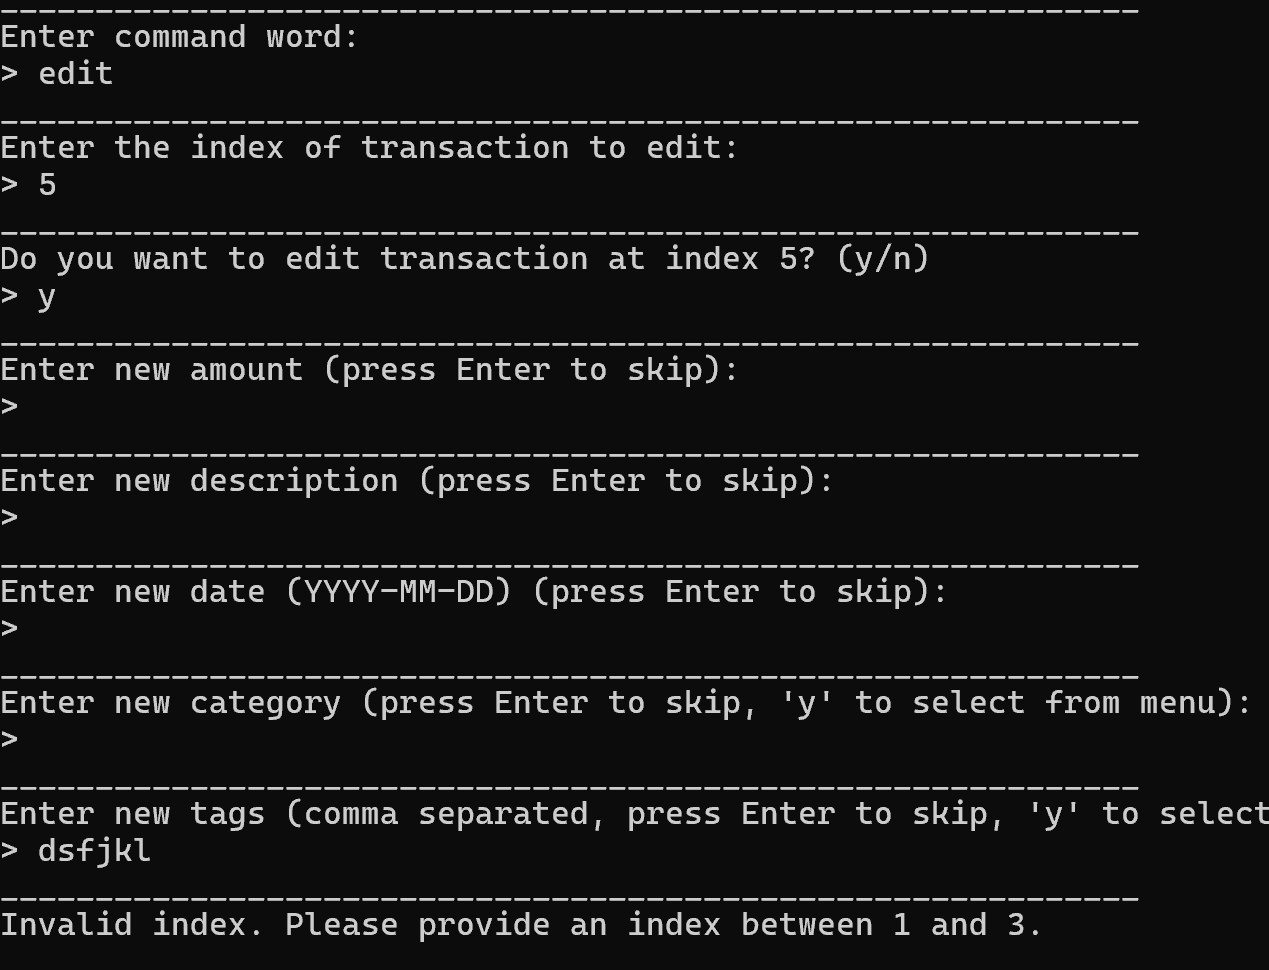 ____________________________________________________________
Enter command word:
> edit
____________________________________________________________
Enter the index of transaction to edit:
> 5
____________________________________________________________
Do you want to edit transaction at index 5? (y/n)
> y
____________________________________________________________
Enter new amount (press Enter to skip):
>
____________________________________________________________
Enter new description (press Enter to skip):
>
____________________________________________________________
Enter new date (YYYY-MM-DD) (press Enter to skip):
>
____________________________________________________________
Enter new category (press Enter to skip, 'y' to select from menu):
>
____________________________________________________________
Enter new tags (comma separated, press Enter to skip, 'y' to select
> dsfjkl
____________________________________________________________
Invalid index. Please provide an index between 1 and 3.